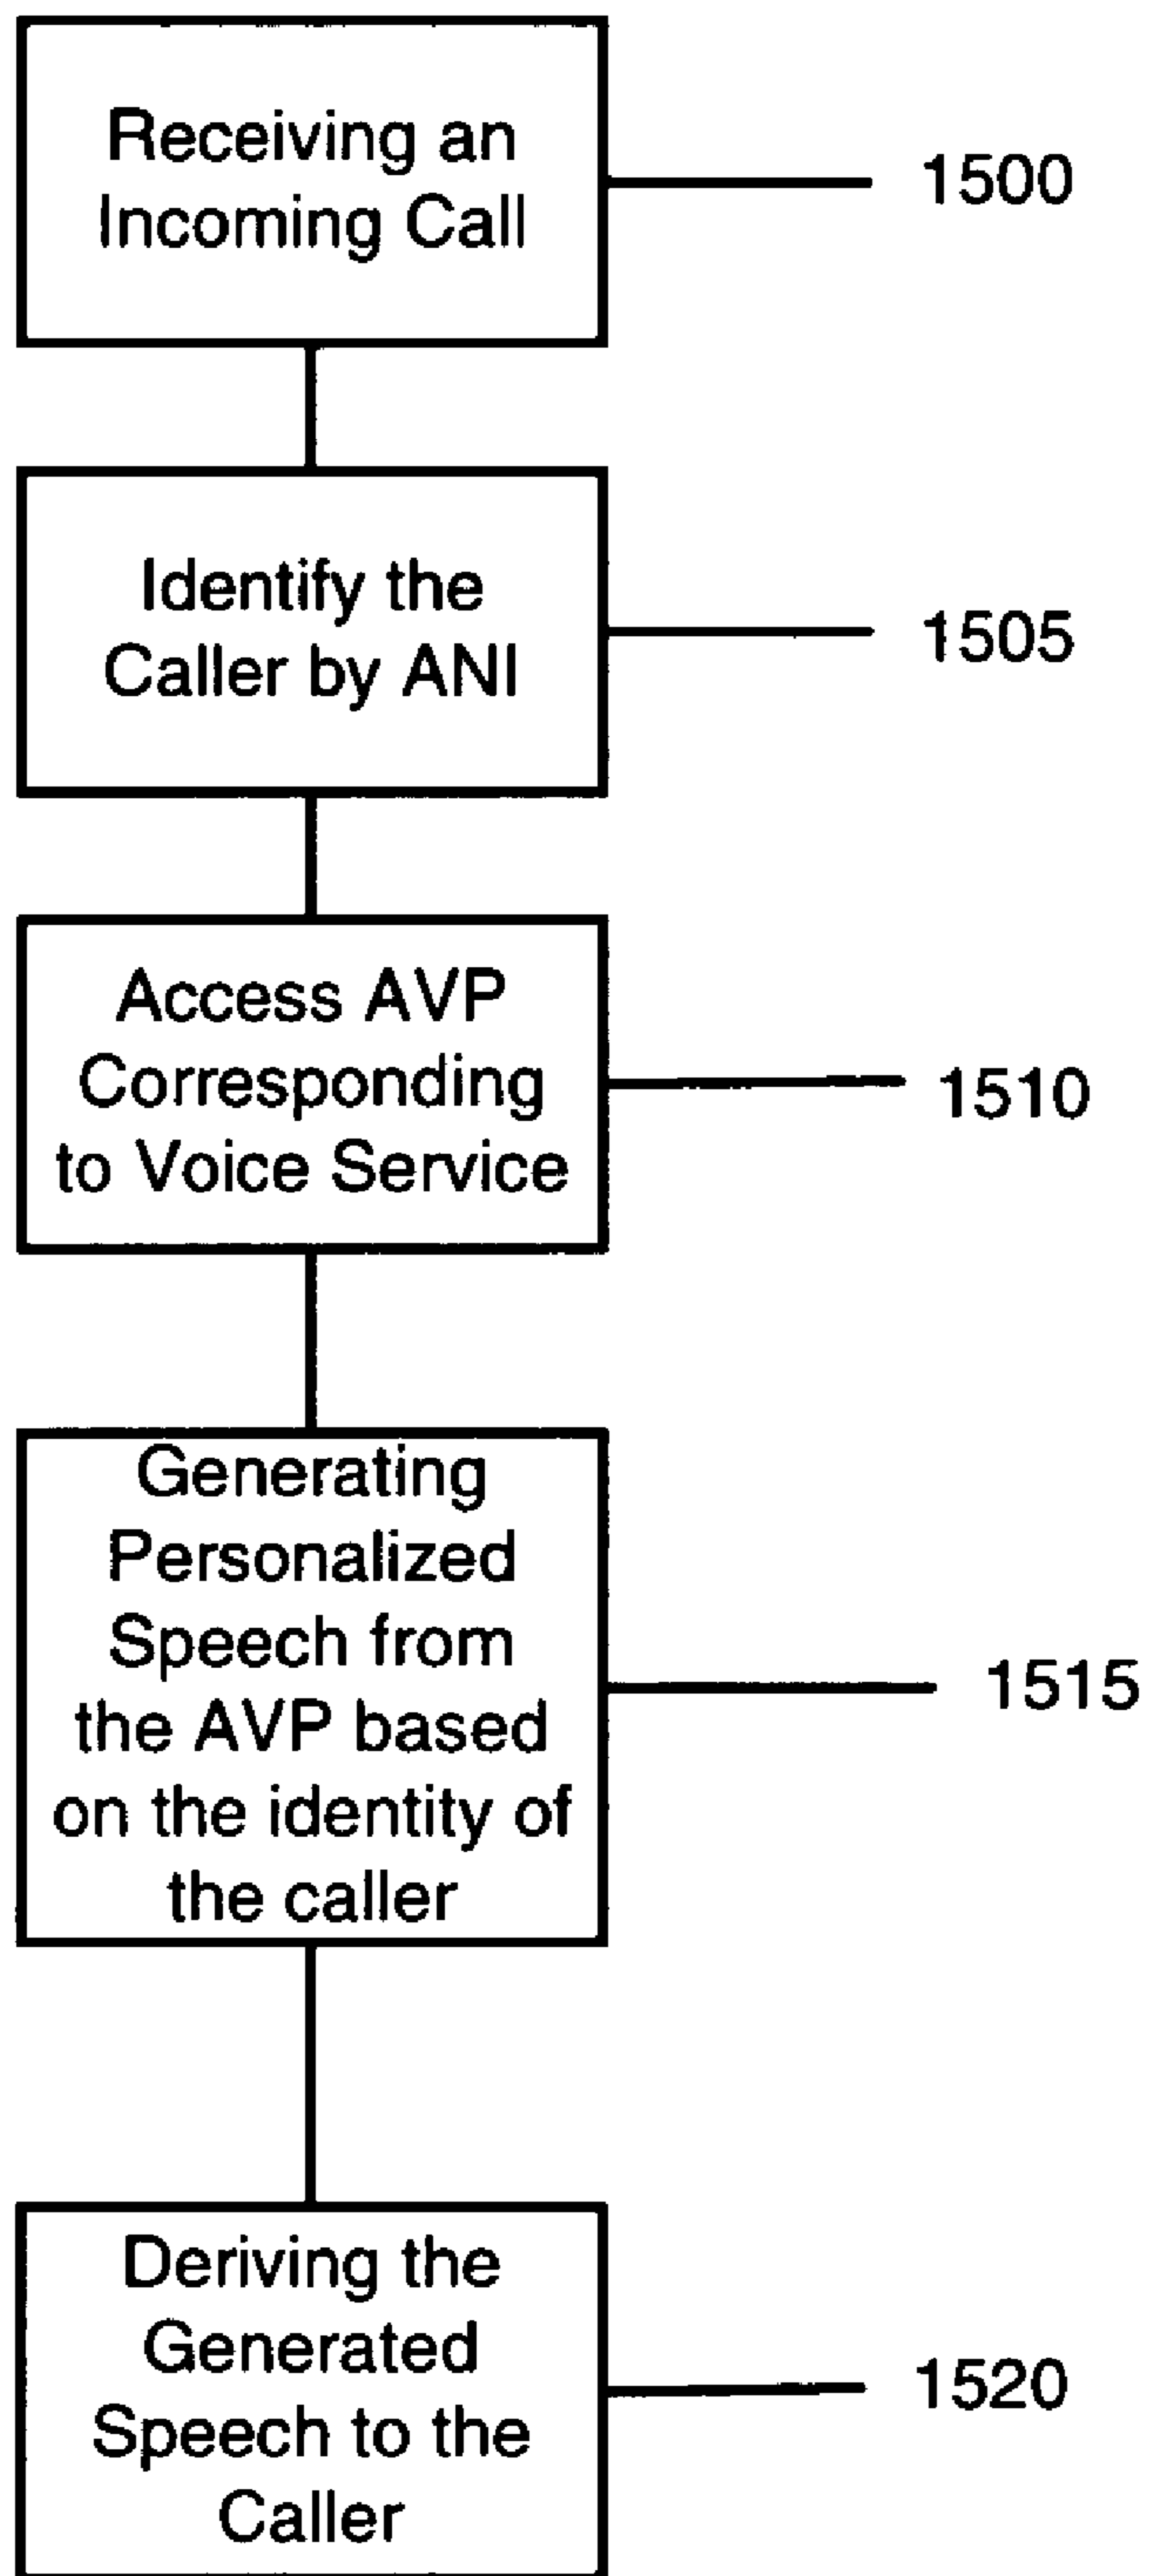 Receiving an
Incoming Call
1500
Identify the
Caller by ANI
1505
Access AVP
Corresponding
to Voice Service
1510
Generating
Personalized
Speech from
the AVP based
on the identity of
the caller
1515
Deriving the
Generated
Speech to the
Caller
1520